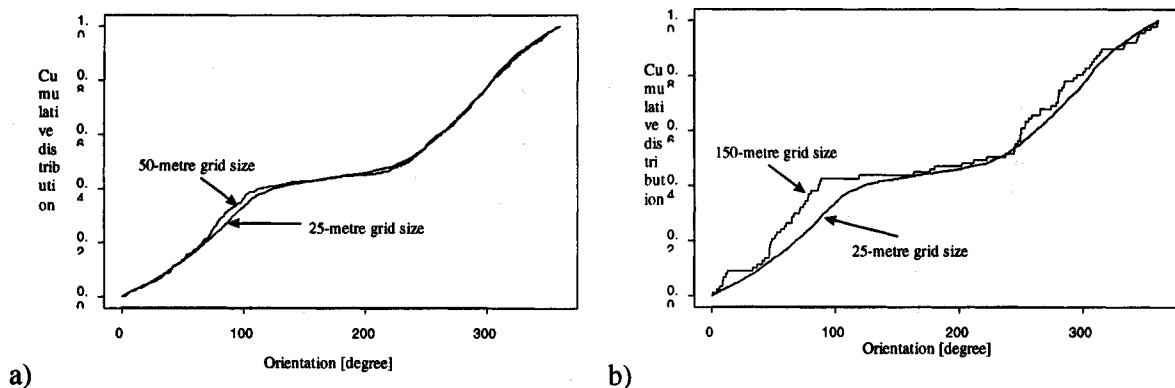 1.
0
0.
8
0.
6
0.
4
0.
2
0.
0
Cu
mu
lati
ve
dis
trib
uti
on
50-metre grid size
25-metre grid size
0
100
200
300
Orientation [degree]
a)
1.
0
0.
8
0.
6
0.
4
0.
2
0.
0
Cu
mu
lati
ve
dis
tri
but
ion
150-metre grid size
25-metre grid size
0
100
200
300
Orientation [degree]
b)